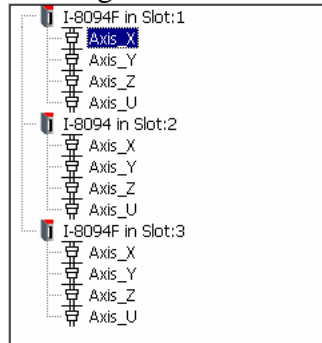 I-8094F in Slot:1
Axis_X
Axis_Y
Axis_Z
Axis_U
I-8094 in Slot:2
Axis_X
Axis_Y
Axis_Z
Axis_U
I-8094F in Slot:3
Axis_X
Axis_Y
Axis_Z
Axis_U